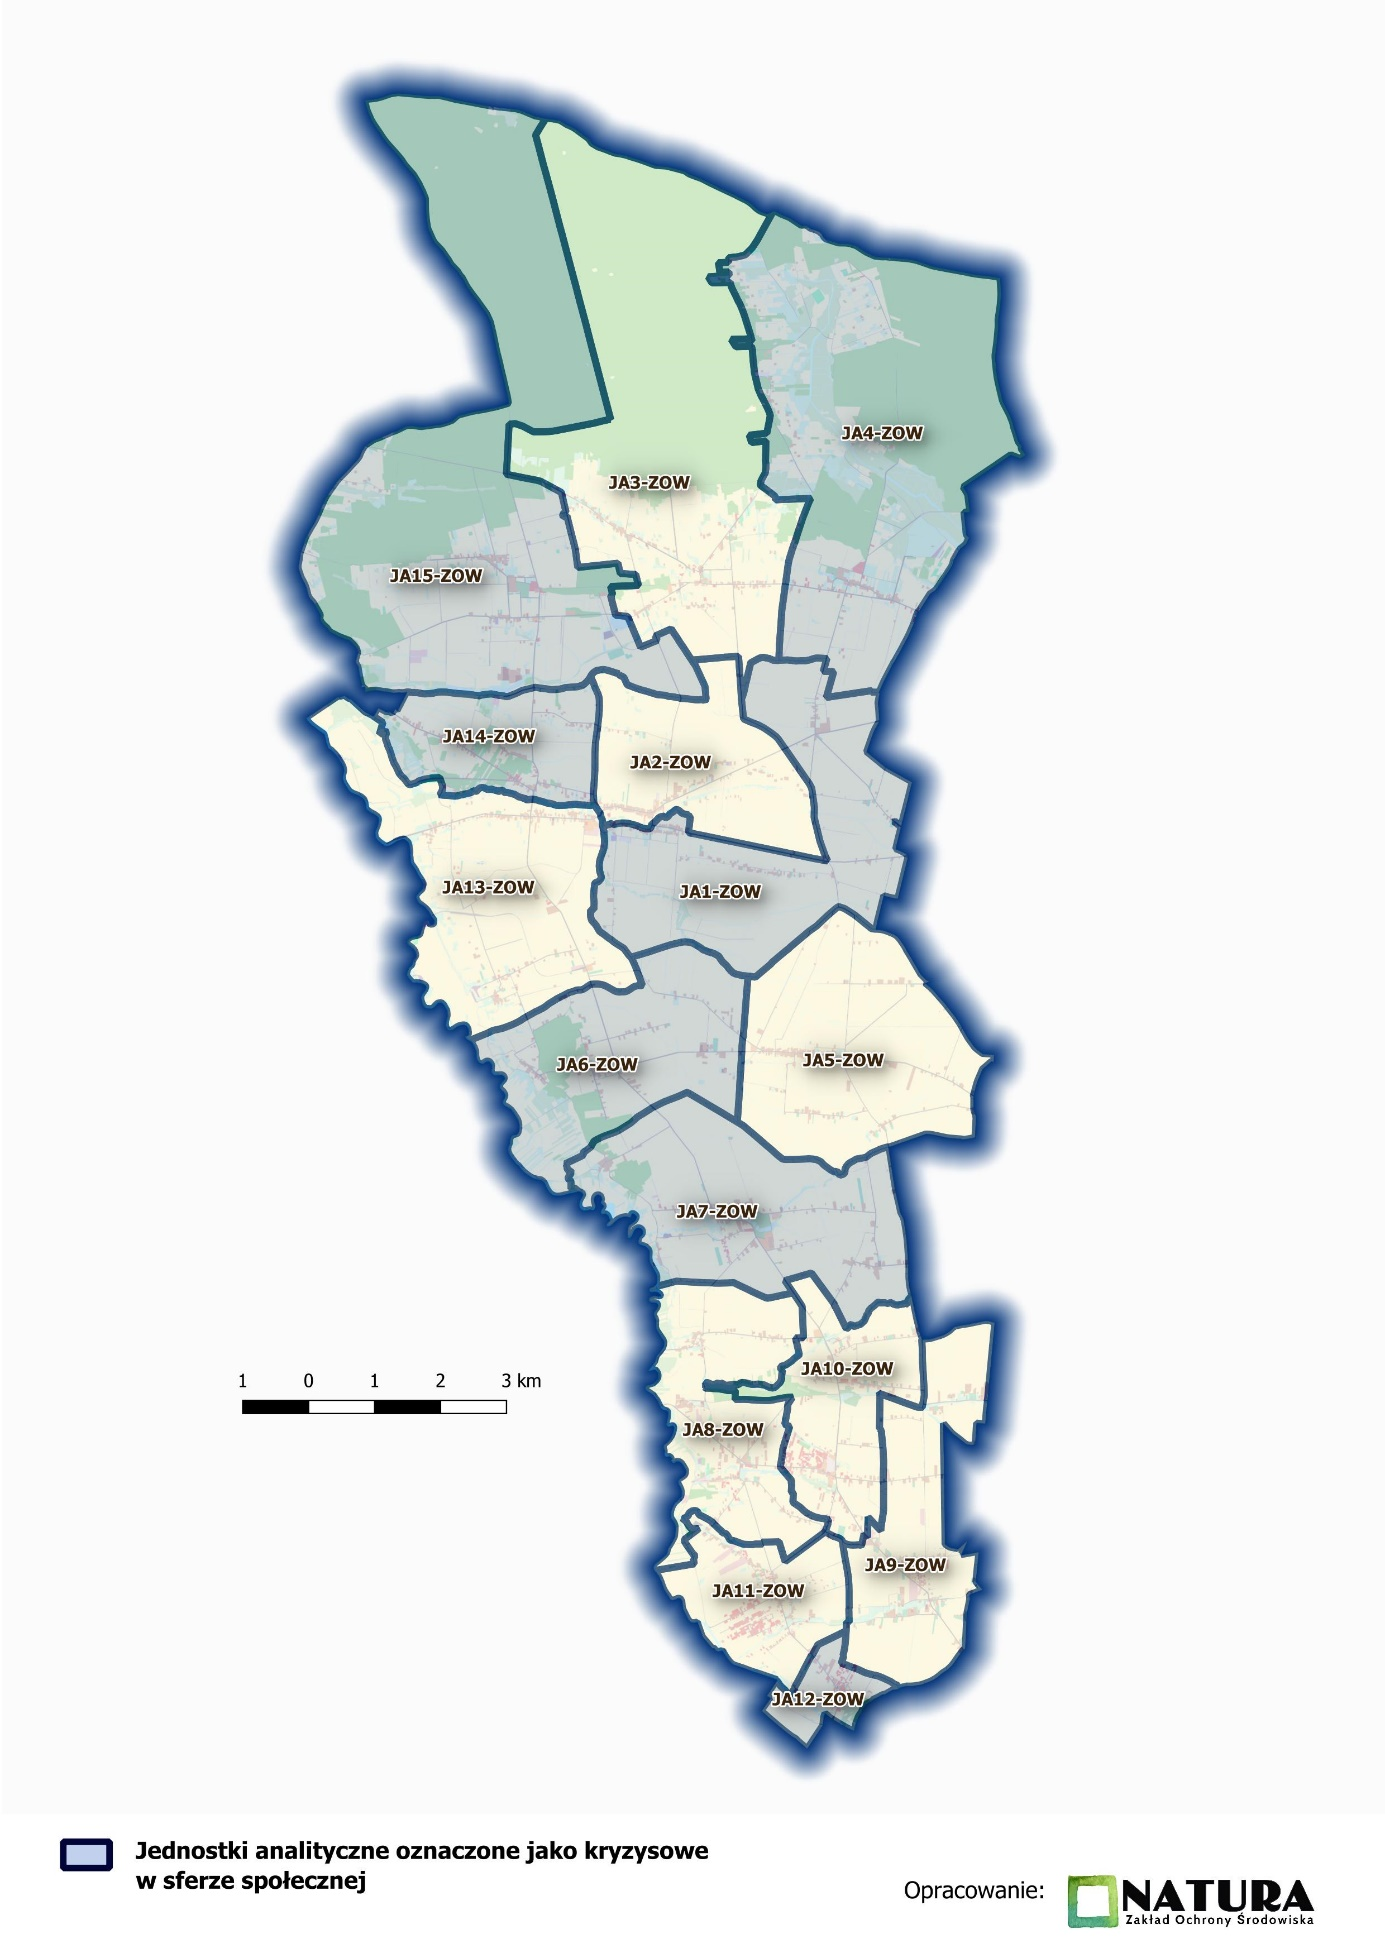 JA4-ZOW
JA3-ZOW
JA15-ZOW
JA14-ZOW
JA2-ZOW
JA13-ZOW
JA1-ZOW
JA6-ZOW
JA5-ZOW
JA7-ZOW
JA10-ZOW
1 0 1 2 3 km
JA8-ZOW
JA9-ZOW
JA11-ZOW
JA12-ZOW
Jednostki analityczne oznaczone jako kryzysowe
w sferze społecznej
Opracowanie:
NATURA
Zakład Ochrony Środowiska